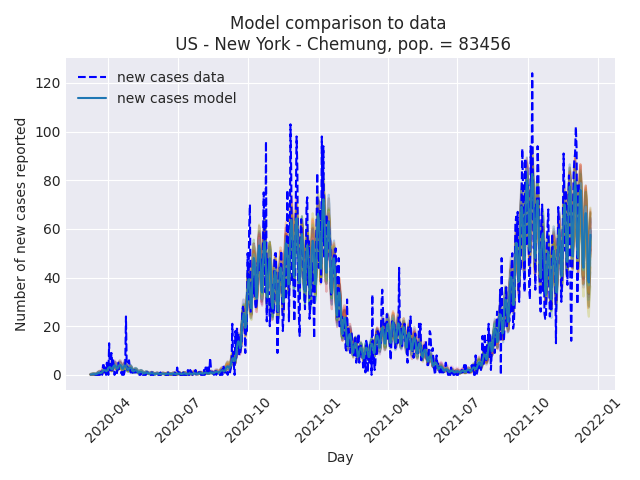 Model comparison to data
US - New York - Chemung, pop. = 83456
new cases data
new cases model
Number of new cases reported
120
100
80
60
40
20
0
2020-04
2020-07
2020-10
2021-01
2021-04
2021-07
2021-10
2022-01
Day